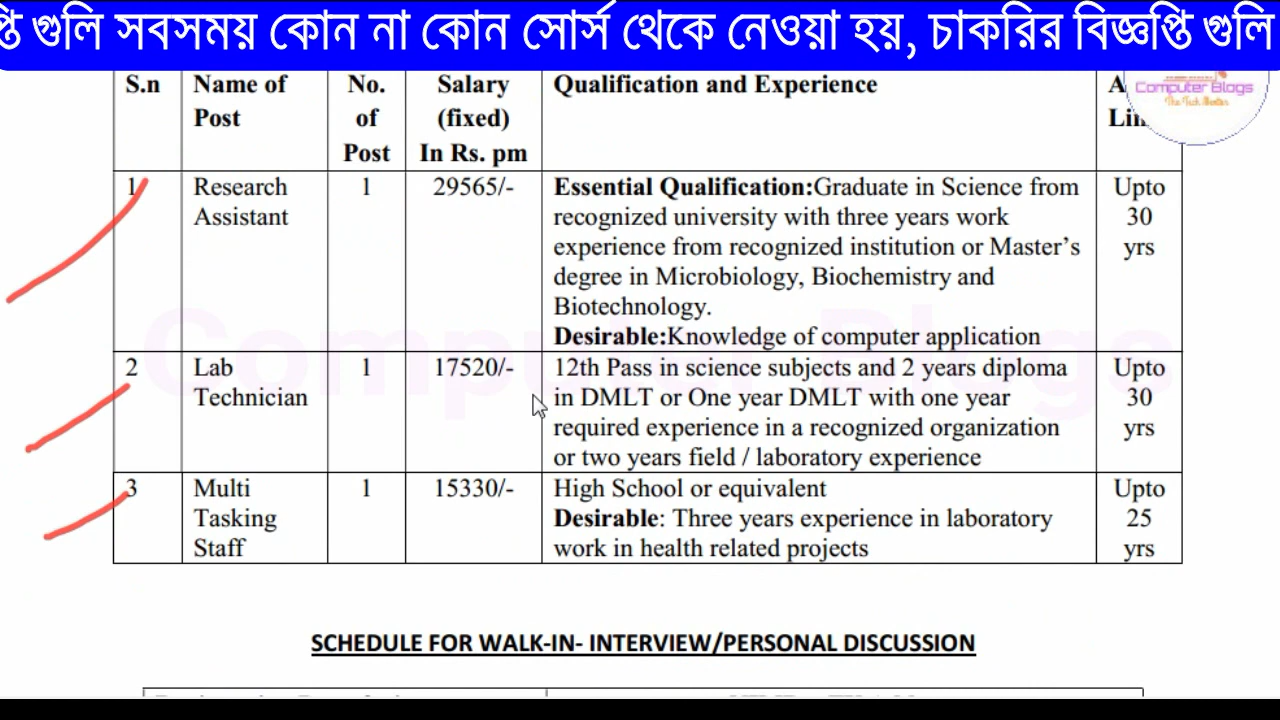 প্তি গুলি সবসময় কোন না কোন সোর্স থেকে নেওয়া হয়, চাকরির বিজ্ঞপ্তি গুলি
Computer Blogs
The Tech Master
S.n
Name of
Post
No.
of
Post
Salary
(fixed)
In Rs. pm
Qualification and Experience
1
Research
Assistant
1
29565/-
Essential Qualification:Graduate in Science from
recognized university with three years work
experience from recognized institution or Master's
degree in Microbiology, Biochemistry and
Biotechnology.
Desirable:Knowledge of computer application
Upto
30
yrs
2
Lab
Technician
1
17520/-
12th Pass in science subjects and 2 years diploma
in DMLT or One year DMLT with one year
required experience in a recognized organization
or two years field / laboratory experience
Upto
30
yrs
3
Multi
Tasking
Staff
1
15330/-
High School or equivalent
Desirable: Three years experience in laboratory
work in health related projects
Upto
25
yrs
Computer Blogs
SCHEDULE FOR WALK-IN- INTERVIEW/PERSONAL DISCUSSION